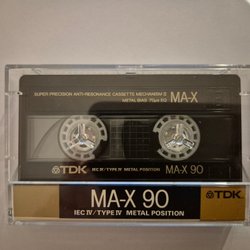 SUPER PRECISION ANTI-RESONANCE CASSETTE MECHANISM II
METAL BIAS 70μs EQ
MA-X
TDK
IEC IV/TYPE IV METAL POSITION
MA-X 90
MA-X 90
IEC IV/TYPE IV METAL POSITION
TDK